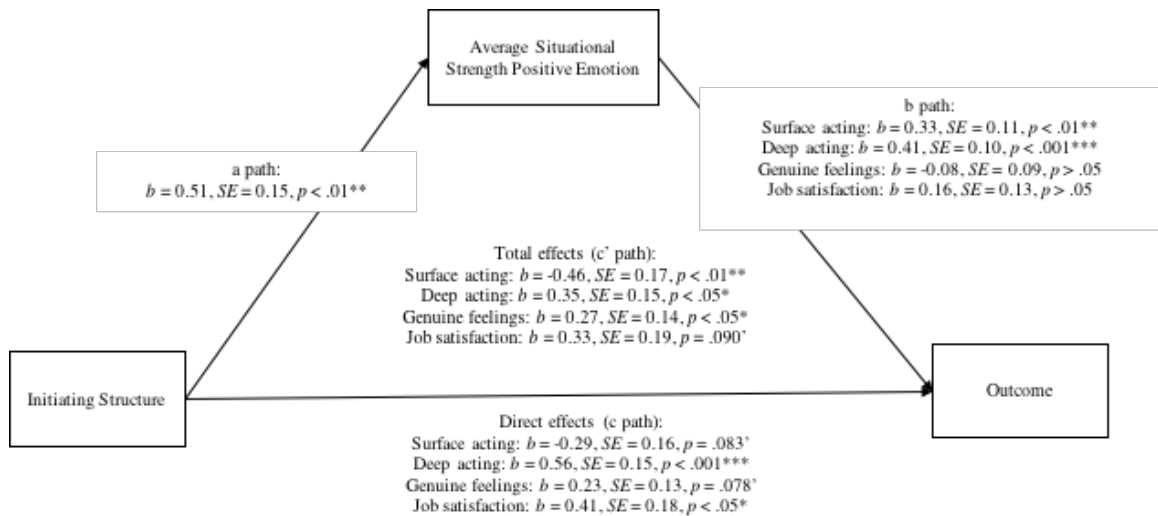 Average Situational
Strength Positive Emotion
b path:
Surface acting: b = 0.33, SE = 0.11, p < .01**
Deep acting: b = 0.41, SE = 0.10, p < .001***
Genuine feelings: b = -0.08, SE = 0.09, p > .05
Job satisfaction: b = 0.16, SE = 0.13, p > .05
a path:
b = 0.51, SE = 0.15, p < .01**
Total effects (c' path):
Surface acting: b = -0.46, SE = 0.17, p < .01**
Deep acting: b = 0.35, SE = 0.15, p < .05*
Genuine feelings: b = 0.27, SE = 0.14, p < .05*
Job satisfaction: b = 0.33, SE = 0.19, p = .090’
Initiating Structure
Outcome
Direct effects (c path):
Surface acting: b = -0.29, SE = 0.16, p = .083’
Deep acting: b = 0.56, SE = 0.15, p < .001***
Genuine feelings: b = 0.23, SE = 0.13, p = .078’
Job satisfaction: b = 0.41, SE = 0.18, p < .05*